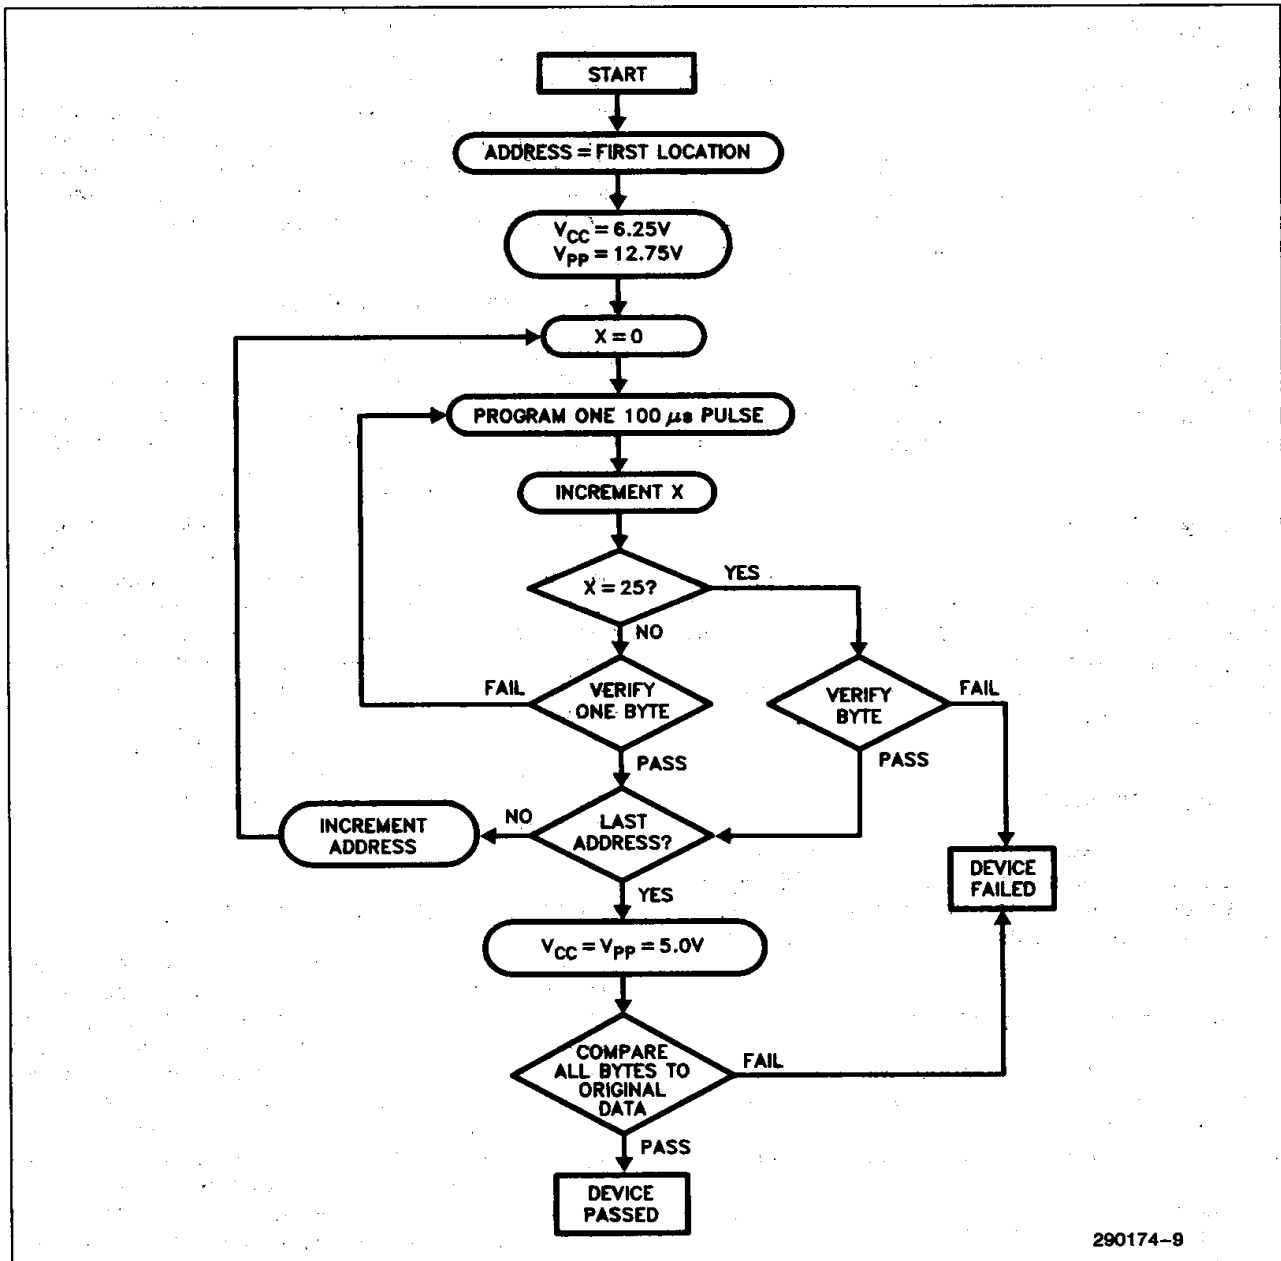 START
ADDRESS = FIRST LOCATION
VCC = 6.25V
VPP = 12.75V
X = 0
PROGRAM ONE 100 μs PULSE
INCREMENT X
X = 25?
YES
NO
FAIL
VERIFY
ONE BYTE
VERIFY
BYTE
FAIL
PASS
PASS
INCREMENT
ADDRESS
NO
LAST
ADDRESS?
DEVICE
FAILED
YES
VCC = VPP = 5.0V
COMPARE
ALL BYTES TO
ORIGINAL
DATA
FAIL
PASS
DEVICE
PASSED
290174-9